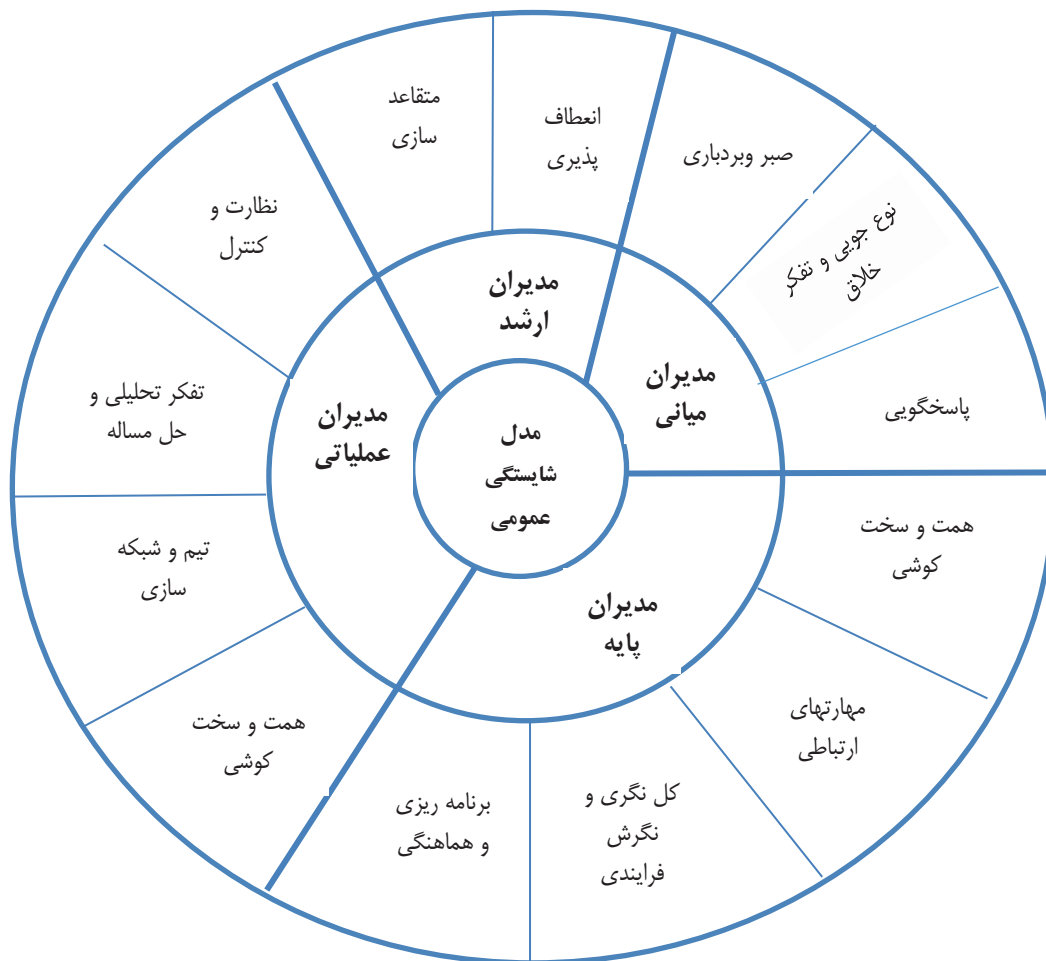 متقاعد
سازی
انعطاف
پذیری
صبر وبردباری
نوع جویی و تفکر
خلاق
پاسخگویی
همت و سخت
کوشی
مهارتهای
ارتباطی
کل نگری و
نگرش
فرایندی
برنامه ریزی
و هماهنگی
همت و سخت
کوشی
تیم و شبکه
سازی
تفکر تحلیلی و
حل مساله
نظارت و
کنترل
مدیران
ارشد
مدیران
میانی
مدیران
پایه
مدیران
عملیاتی
مدل
شایستگی
عمومی